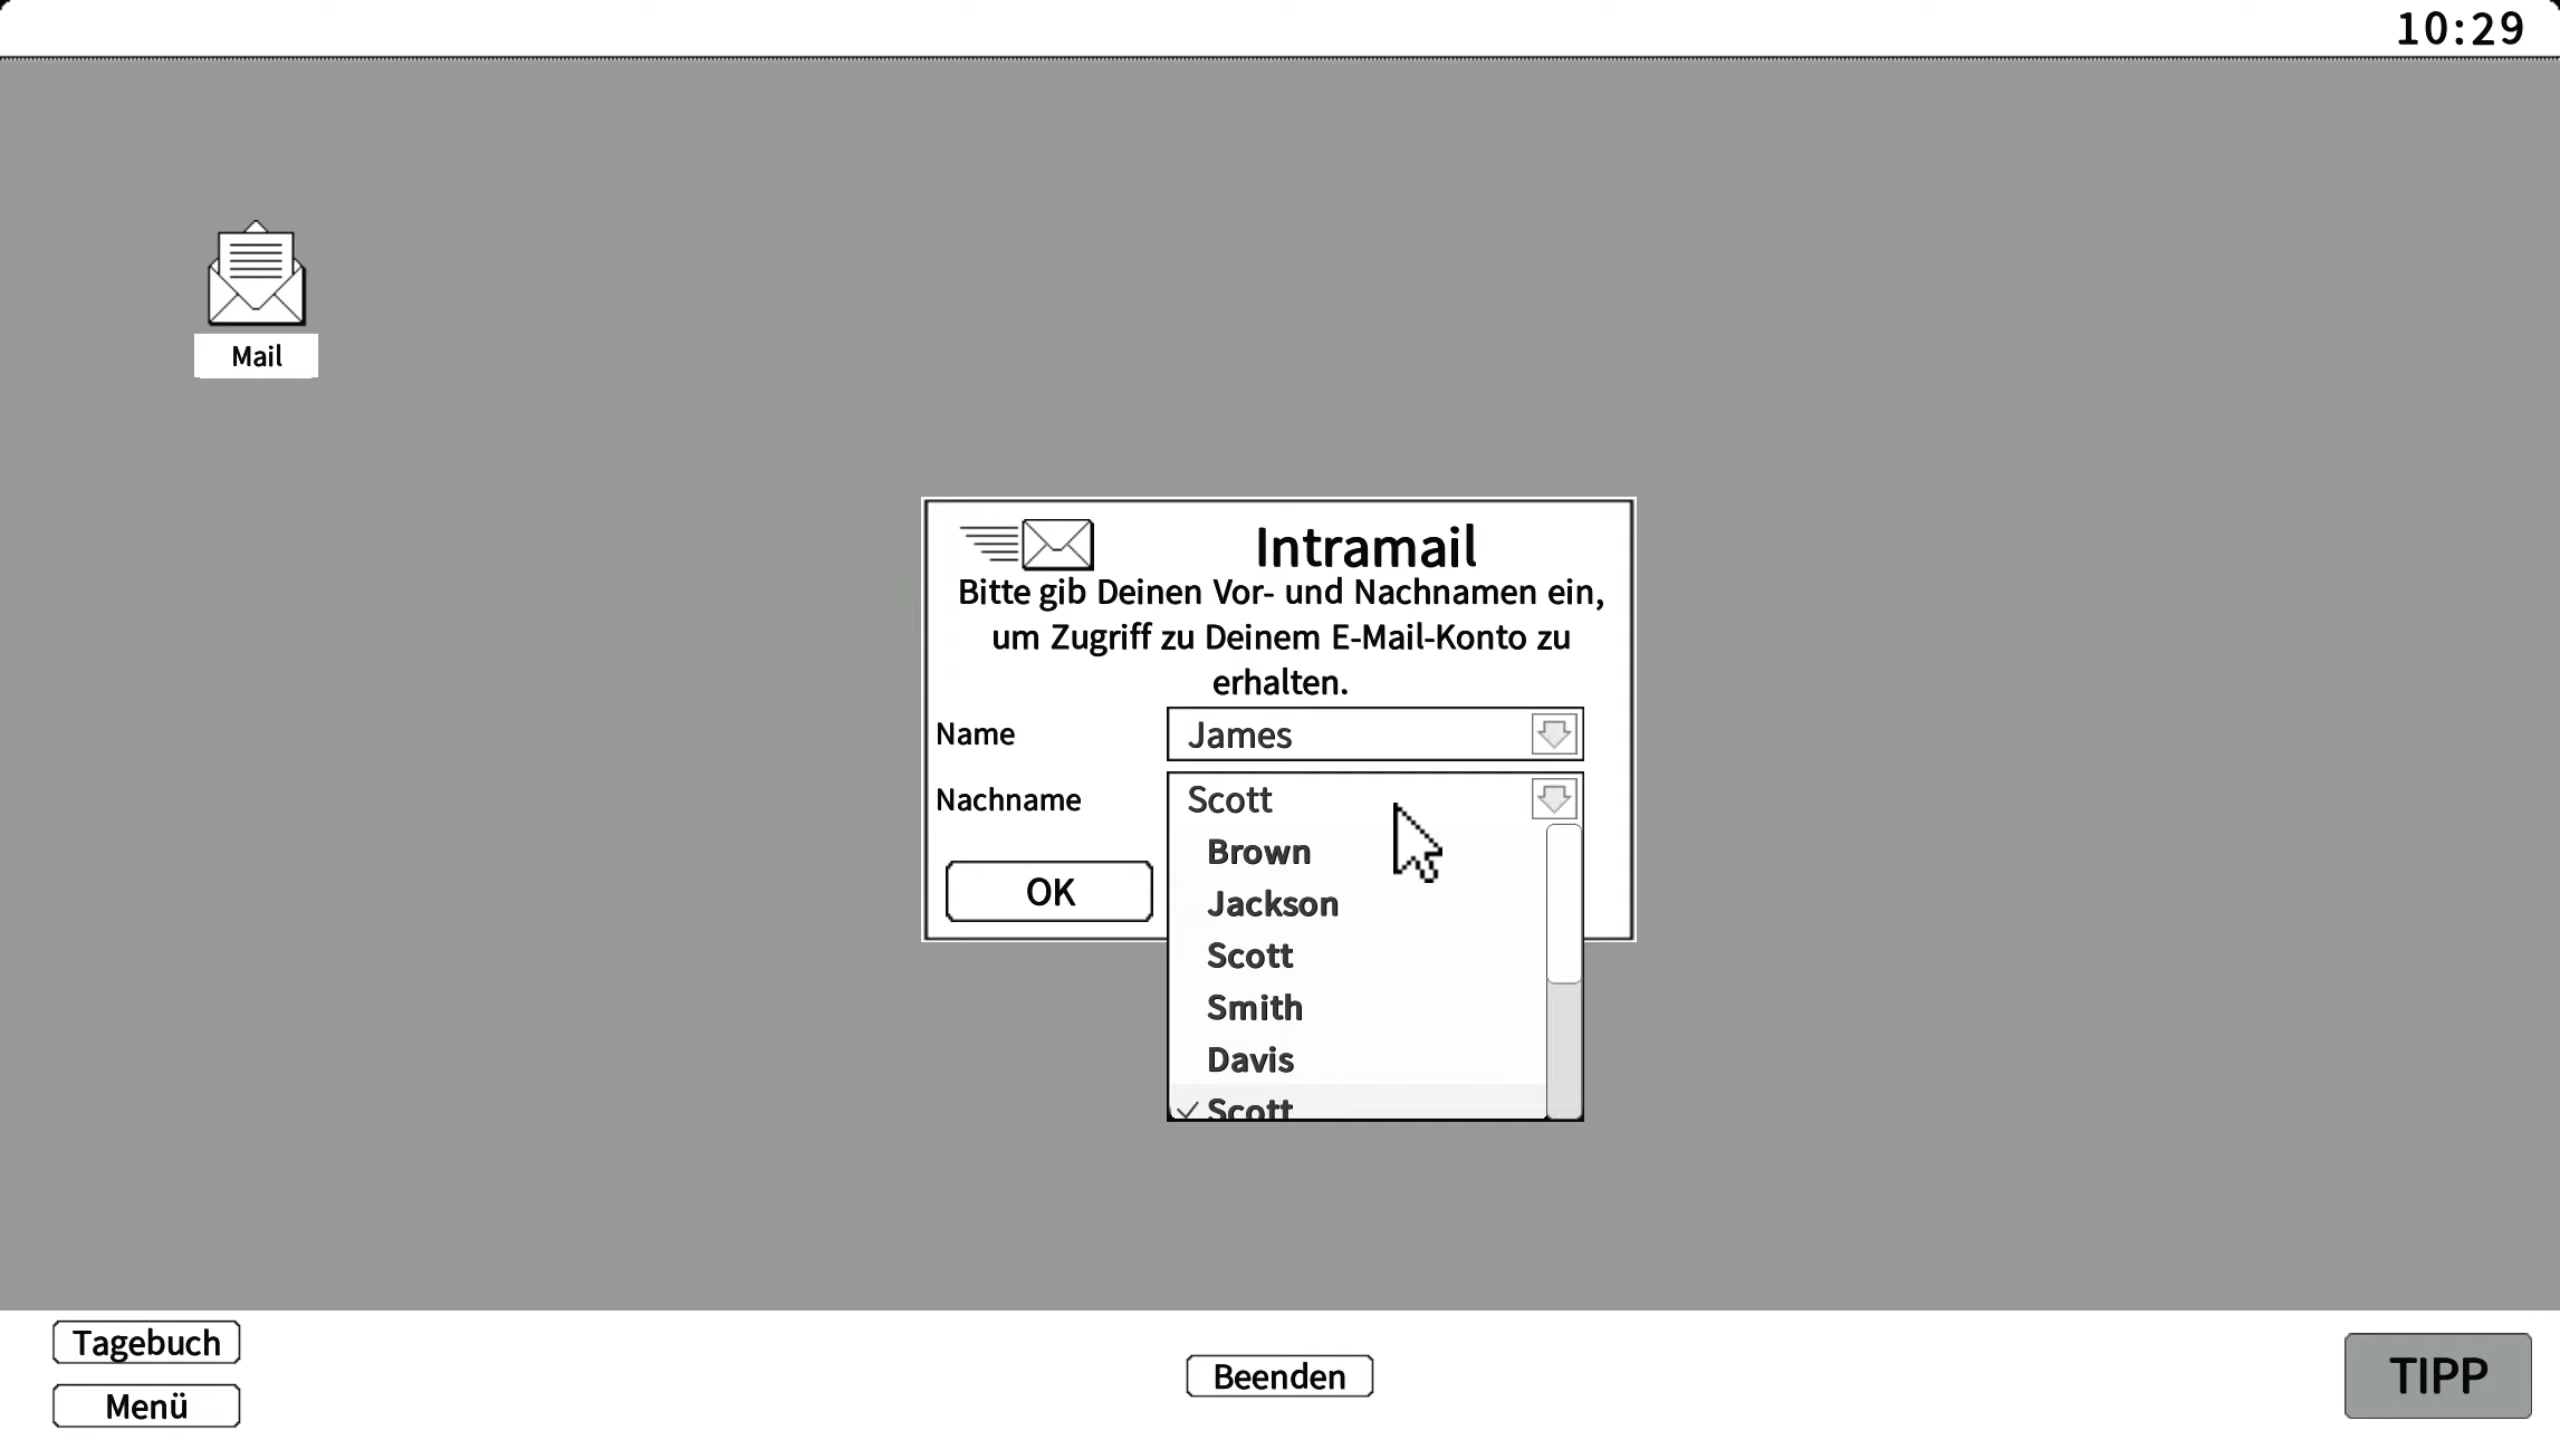 10:29
Mail
Intramail
Bitte gib Deinen Vor- und Nachnamen ein,
um Zugriff zu Deinem E-Mail-Konto zu
erhalten.
Name
James
Nachname
Scott
Brown
Jackson
Scott
Smith
Davis
Scott
OK
Tagebuch
Menü
Beenden
TIPP